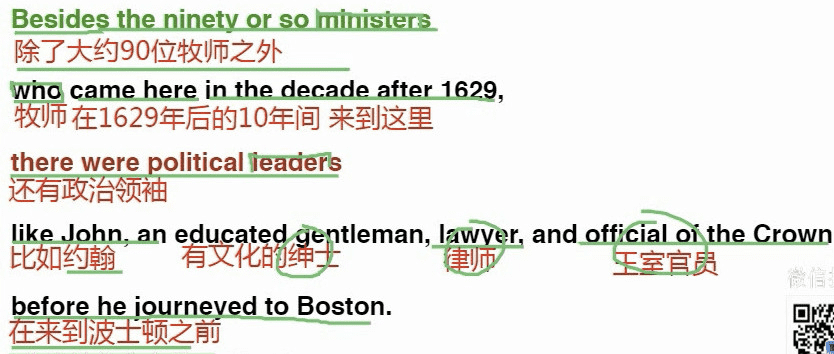 Besides the ninety or so ministers
除了大约90位牧师之外
who came here in the decade after 1629,
牧师 在1629年后的10年间 来到这里
there were political leaders
还有政治领袖
like John, an educated gentleman, lawyer, and official of the Crown
比如约翰 有文化的绅士 律师 王室官员
before he journeyed to Boston.
在来到波士顿之前
微信